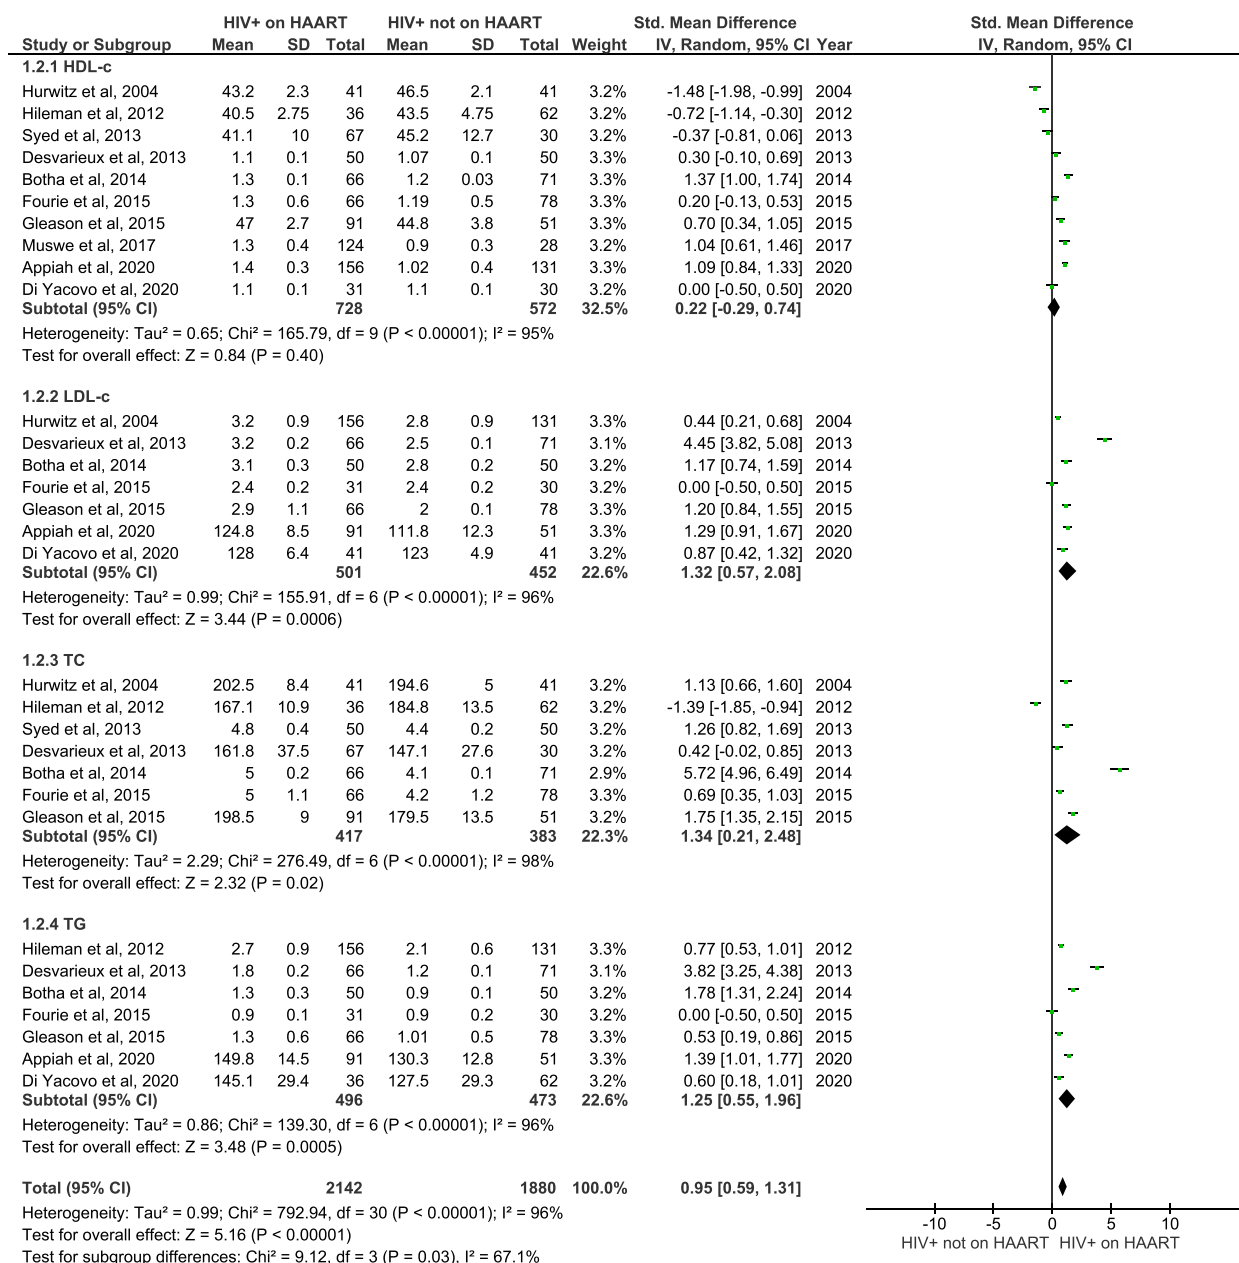 HIV+ on HAART HIV+ not on HAART Std. Mean Difference Std. Mean Difference
Study or Subgroup Mean SD Total Mean SD Total Weight IV, Random, 95% CI Year IV, Random, 95% CI
1.2.1 HDL-c
Hurwitz et al, 2004 43.2 2.3 41 46.5 2.1 41 3.2% -1.48 [-1.98, -0.99] 2004
Hileman et al, 2012 40.5 2.75 36 43.5 4.75 62 3.2% -0.72 [-1.14, -0.30] 2012
Syed et al, 2013 41.1 10 67 45.2 12.7 30 3.2% -0.37 [-0.81, 0.06] 2013
Desvarieux et al, 2013 1.1 0.1 50 1.07 0.1 50 3.3% 0.30 [-0.10, 0.69] 2013
Botha et al, 2014 1.3 0.1 66 1.2 0.03 71 3.3% 1.37 [1.00, 1.74] 2014
Fourie et al, 2015 1.3 0.6 66 1.19 0.5 78 3.3% 0.20 [-0.13, 0.53] 2015
Gleason et al, 2015 47 2.7 91 44.8 3.8 51 3.3% 0.70 [0.34, 1.05] 2015
Muswe et al, 2017 1.3 0.4 124 0.9 0.3 28 3.2% 1.04 [0.61, 1.46] 2017
Appiah et al, 2020 1.4 0.3 156 1.02 0.4 131 3.3% 1.09 [0.84, 1.33] 2020
Di Yacovo et al, 2020 1.1 0.1 31 1.1 0.1 30 3.2% 0.00 [-0.50, 0.50] 2020
Subtotal (95% CI) 728 572 32.5% 0.22 [-0.29, 0.74]
Heterogeneity: Tau² = 0.65; Chi² = 165.79, df = 9 (P < 0.00001); I² = 95%
Test for overall effect: Z = 0.84 (P = 0.40)
1.2.2 LDL-c
Hurwitz et al, 2004 3.2 0.9 156 2.8 0.9 131 3.3% 0.44 [0.21, 0.68] 2004
Desvarieux et al, 2013 3.2 0.2 66 2.5 0.1 71 3.1% 4.45 [3.82, 5.08] 2013
Botha et al, 2014 3.1 0.3 50 2.8 0.2 50 3.2% 1.17 [0.74, 1.59] 2014
Fourie et al, 2015 2.4 0.2 31 2.4 0.2 30 3.2% 0.00 [-0.50, 0.50] 2015
Gleason et al, 2015 2.9 1.1 66 2 0.1 78 3.3% 1.20 [0.84, 1.55] 2015
Appiah et al, 2020 124.8 8.5 91 111.8 12.3 51 3.3% 1.29 [0.91, 1.67] 2020
Di Yacovo et al, 2020 128 6.4 41 123 4.9 41 3.2% 0.87 [0.42, 1.32] 2020
Subtotal (95% CI) 501 452 22.6% 1.32 [0.57, 2.08]
Heterogeneity: Tau² = 0.99; Chi² = 155.91, df = 6 (P < 0.00001); I² = 96%
Test for overall effect: Z = 3.44 (P = 0.0006)
1.2.3 TC
Hurwitz et al, 2004 202.5 8.4 41 194.6 5 41 3.2% 1.13 [0.66, 1.60] 2004
Hileman et al, 2012 167.1 10.9 36 184.8 13.5 62 3.2% -1.39 [-1.85, -0.94] 2012
Syed et al, 2013 4.8 0.4 50 4.4 0.2 50 3.2% 1.26 [0.82, 1.69] 2013
Desvarieux et al, 2013 161.8 37.5 67 147.1 27.6 30 3.2% 0.42 [-0.02, 0.85] 2013
Botha et al, 2014 5 0.2 66 4.1 0.1 71 2.9% 5.72 [4.96, 6.49] 2014
Fourie et al, 2015 5 1.1 66 4.2 1.2 78 3.3% 0.69 [0.35, 1.03] 2015
Gleason et al, 2015 198.5 9 91 179.5 13.5 51 3.3% 1.75 [1.35, 2.15] 2015
Subtotal (95% CI) 417 383 22.3% 1.34 [0.21, 2.48]
Heterogeneity: Tau² = 2.29; Chi² = 276.49, df = 6 (P < 0.00001); I² = 98%
Test for overall effect: Z = 2.32 (P = 0.02)
1.2.4 TG
Hileman et al, 2012 2.7 0.9 156 2.1 0.6 131 3.3% 0.77 [0.53, 1.01] 2012
Desvarieux et al, 2013 1.8 0.2 66 1.2 0.1 71 3.1% 3.82 [3.25, 4.38] 2013
Botha et al, 2014 1.3 0.3 50 0.9 0.1 50 3.2% 1.78 [1.31, 2.24] 2014
Fourie et al, 2015 0.9 0.1 31 0.9 0.2 30 3.2% 0.00 [-0.50, 0.50] 2015
Gleason et al, 2015 1.3 0.6 66 1.01 0.5 78 3.3% 0.53 [0.19, 0.86] 2015
Appiah et al, 2020 149.8 14.5 91 130.3 12.8 51 3.3% 1.39 [1.01, 1.77] 2020
Di Yacovo et al, 2020 145.1 29.4 36 127.5 29.3 62 3.2% 0.60 [0.18, 1.01] 2020
Subtotal (95% CI) 496 473 22.6% 1.25 [0.55, 1.96]
Heterogeneity: Tau² = 0.86; Chi² = 139.30, df = 6 (P < 0.00001); I² = 96%
Test for overall effect: Z = 3.48 (P = 0.0005)
Total (95% CI) 2142 1880 100.0% 0.95 [0.59, 1.31]
Heterogeneity: Tau² = 0.99; Chi² = 792.94, df = 30 (P < 0.00001); I² = 96%
Test for overall effect: Z = 5.16 (P < 0.00001)
Test for subgroup differences: Chi² = 9.12, df = 3 (P = 0.03), I² = 67.1%
-10 -5 0 5 10
HIV+ not on HAART HIV+ on HAART